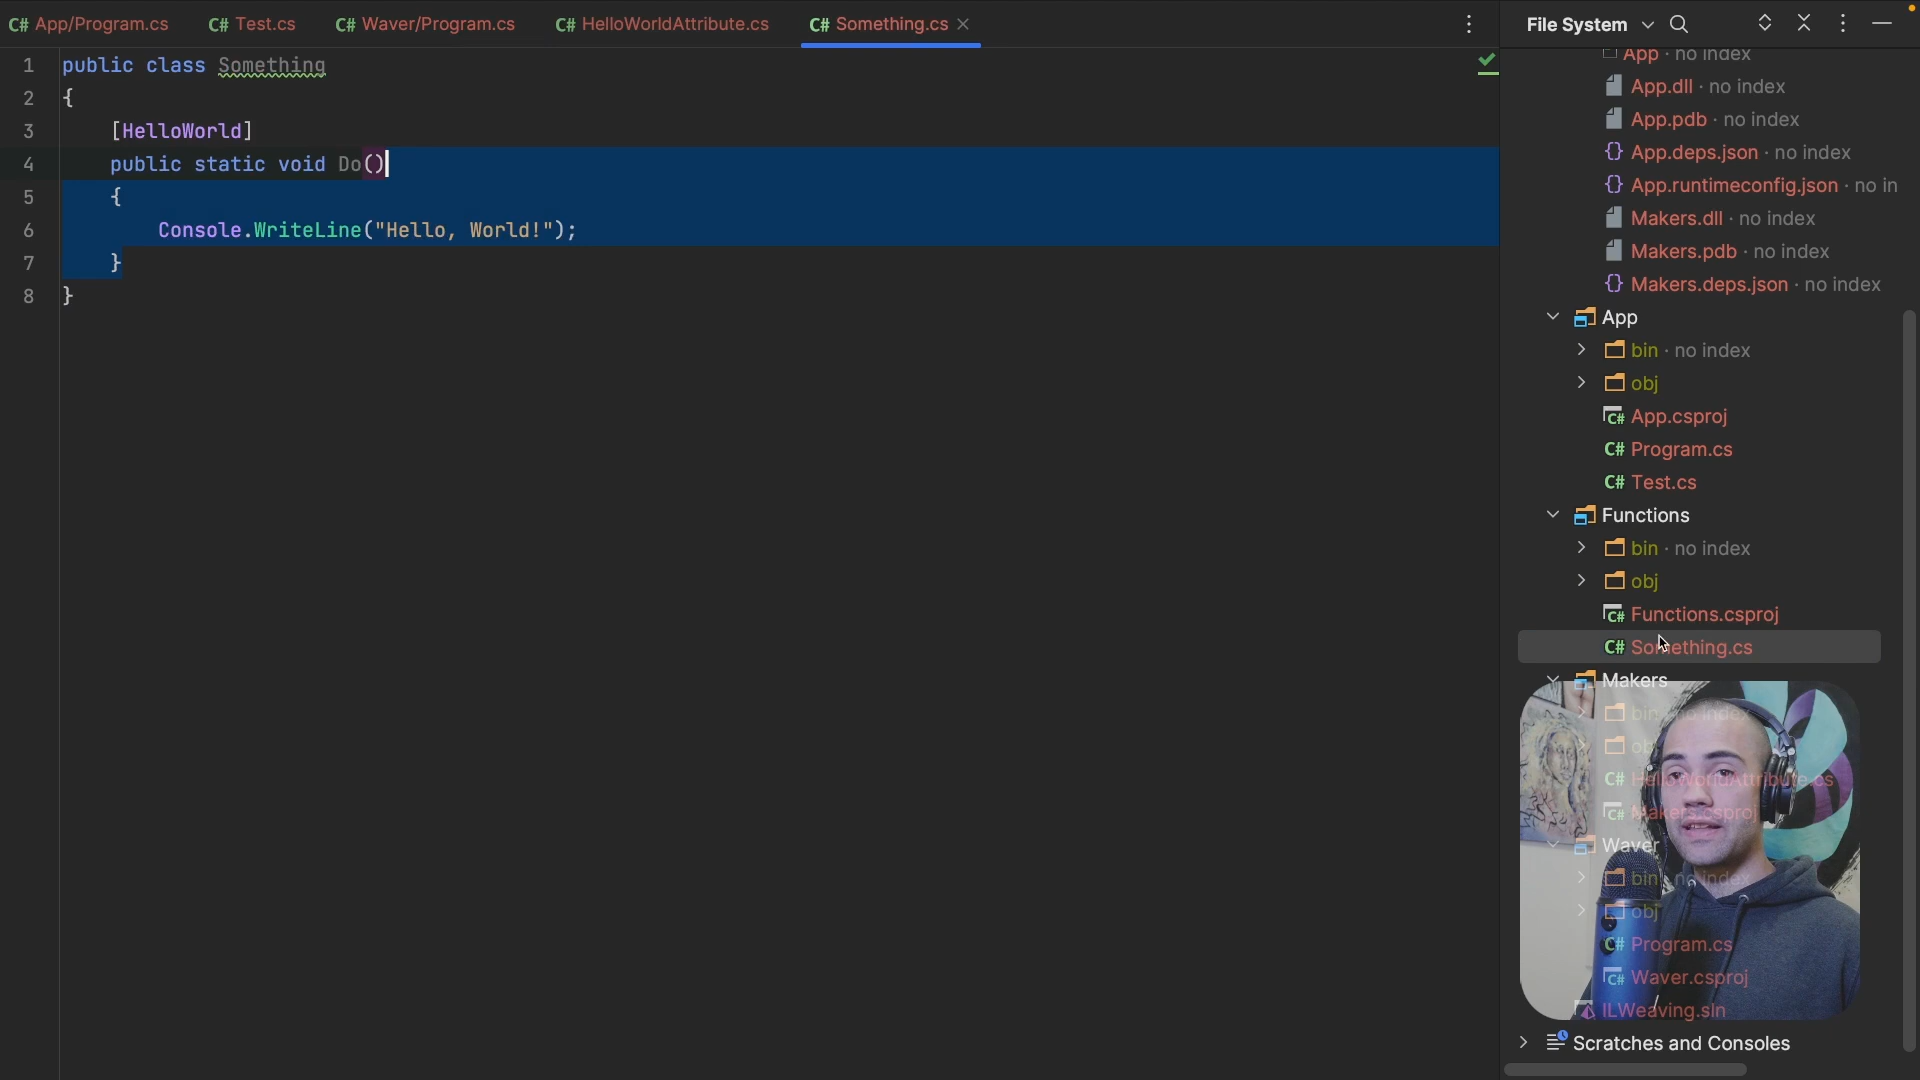 C# App/Program.cs C# Test.cs C# Waver/Program.cs C# HelloWorldAttribute.cs C# Something.cs
1 public class Something
2 {
3 [HelloWorld]
4 public static void Do()
5 {
6 Console.WriteLine("Hello, World!");
7 }
8 }
File System
App · no index
App.dll · no index
App.pdb · no index
App.deps.json · no index
App.runtimeconfig.json · no in
Makers.dll · no index
Makers.pdb · no index
Makers.deps.json · no index
App
bin · no index
obj
C# App.csproj
C# Program.cs
C# Test.cs
Functions
bin · no index
obj
C# Functions.csproj
C# Something.cs
Makers
bin · no index
obj
C# HelloWorldAttribute.cs
C# Makers.csproj
Waver
bin · no index
obj
C# Program.cs
C# Waver.csproj
ILWeaving.sln
Scratches and Consoles